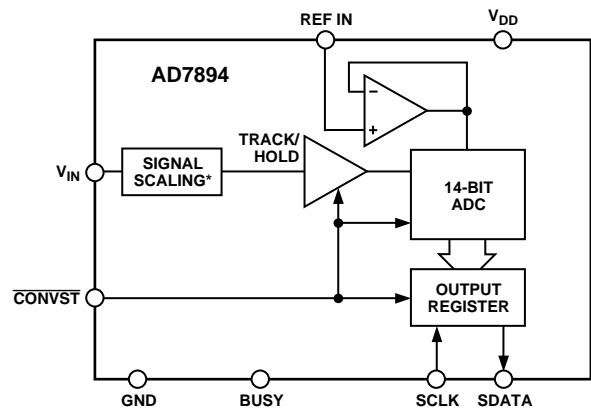 REF IN
VDD
AD7894
−
+
TRACK/
HOLD
VIN
SIGNAL
SCALING*
14-BIT
ADC
CONVST
OUTPUT
REGISTER
GND
BUSY
SCLK
SDATA